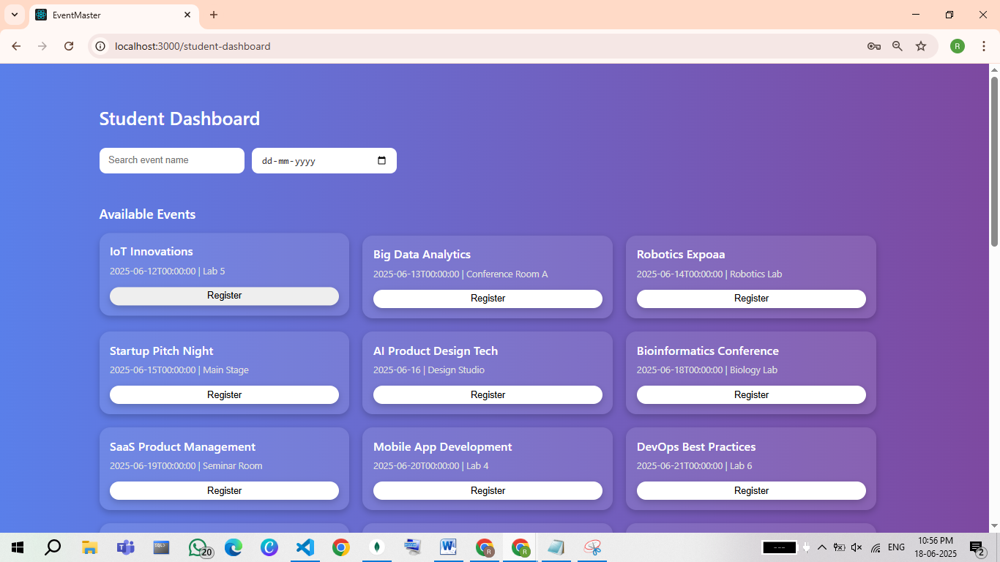 EventMaster
localhost:3000/student-dashboard
R
Student Dashboard
Search event name
dd-mm-yyyy
Available Events
IoT Innovations
2025-06-12T00:00:00 | Lab 5
Register
Big Data Analytics
2025-06-13T00:00:00 | Conference Room A
Register
Robotics Expoaa
2025-06-14T00:00:00 | Robotics Lab
Register
Startup Pitch Night
2025-06-15T00:00:00 | Main Stage
Register
AI Product Design Tech
2025-06-16 | Design Studio
Register
Bioinformatics Conference
2025-06-18T00:00:00 | Biology Lab
Register
SaaS Product Management
2025-06-19T00:00:00 | Seminar Room
Register
Mobile App Development
2025-06-20T00:00:00 | Lab 4
Register
DevOps Best Practices
2025-06-21T00:00:00 | Lab 6
Register
20
R
R
ENG
10:56 PM
18-06-2025
2